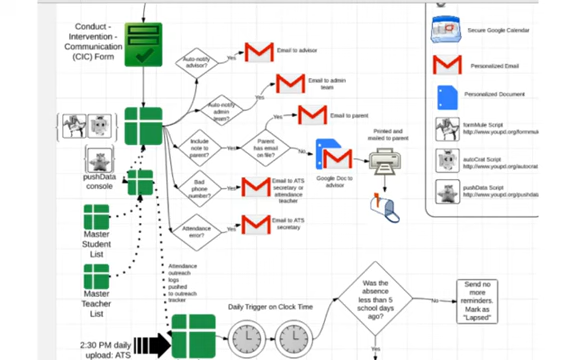 Conduct -
Intervention -
Communication
(CIC) Form
Auto-notify
advisor?
Yes
Email to advisor
Auto-notify
admin
team?
Yes
Email to admin
team
Include
note to
parent?
Yes
Parent
has email
on file?
Yes
Email to parent
No
Google Doc to
advisor
Printed and
mailed to parent
Bad
phone
number?
Yes
Email to ATS
secretary or
attendance
teacher
Attendance
error?
Yes
Email to ATS
secretary
pushData
console
Master
Student
List
Master
Teacher
List
Attendance
outreach
logs
pushed
to outreach
tracker
2:30 PM daily
upload: ATS
Daily Trigger on Clock Time
Was the
absence
less than 5
school days
ago?
No
Yes
Send no
more
reminders.
Mark as
"Lapsed"
Secure Google Calendar
Personalized Email
Personalized Document
formMule Script
http://www.youpd.org/formmul
autoCrat Script
http://www.youpd.org/autocrat
pushData Script
http://www.youpd.org/pushdata